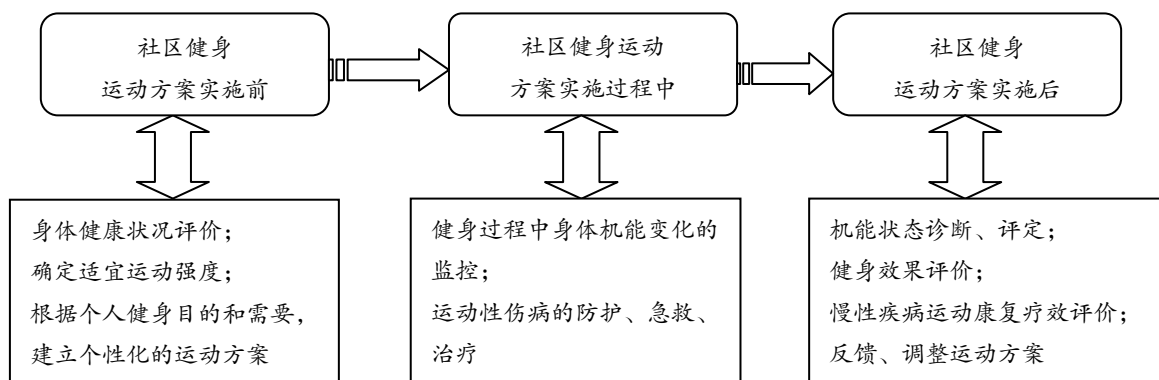 社区健身
运动方案实施前
社区健身运动
方案实施过程中
社区健身
运动方案实施后
身体健康状况评价；
确定适宜运动强度；
根据个人健身目的和需要，
建立个性化的运动方案
健身过程中身体机能变化的
监控；
运动性伤病的防护、急救、
治疗
机能状态诊断、评定；
健身效果评价；
慢性疾病运动康复疗效评价；
反馈、调整运动方案